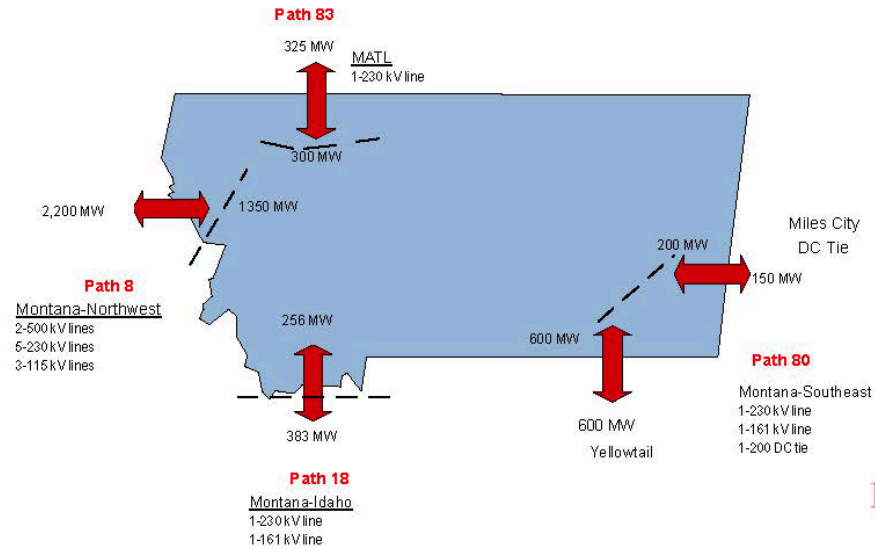 Path 83
325 MW
MATL
1-230 kV line
300 MW
2,200 MW
1350 MW
Miles City
DC Tie
200 MW
150 MW
Path 8
Montana-Northwest
2-500 kV lines
5-230 kV lines
3-115 kV lines
256 MW
600 MW
383 MW
600 MW
Yellowtail
Path 80
Montana-Southeast
1-230 kV line
1-161 kV line
1-200 DC tie
Path 18
Montana-Idaho
1-230 kV line
1-161 kV line